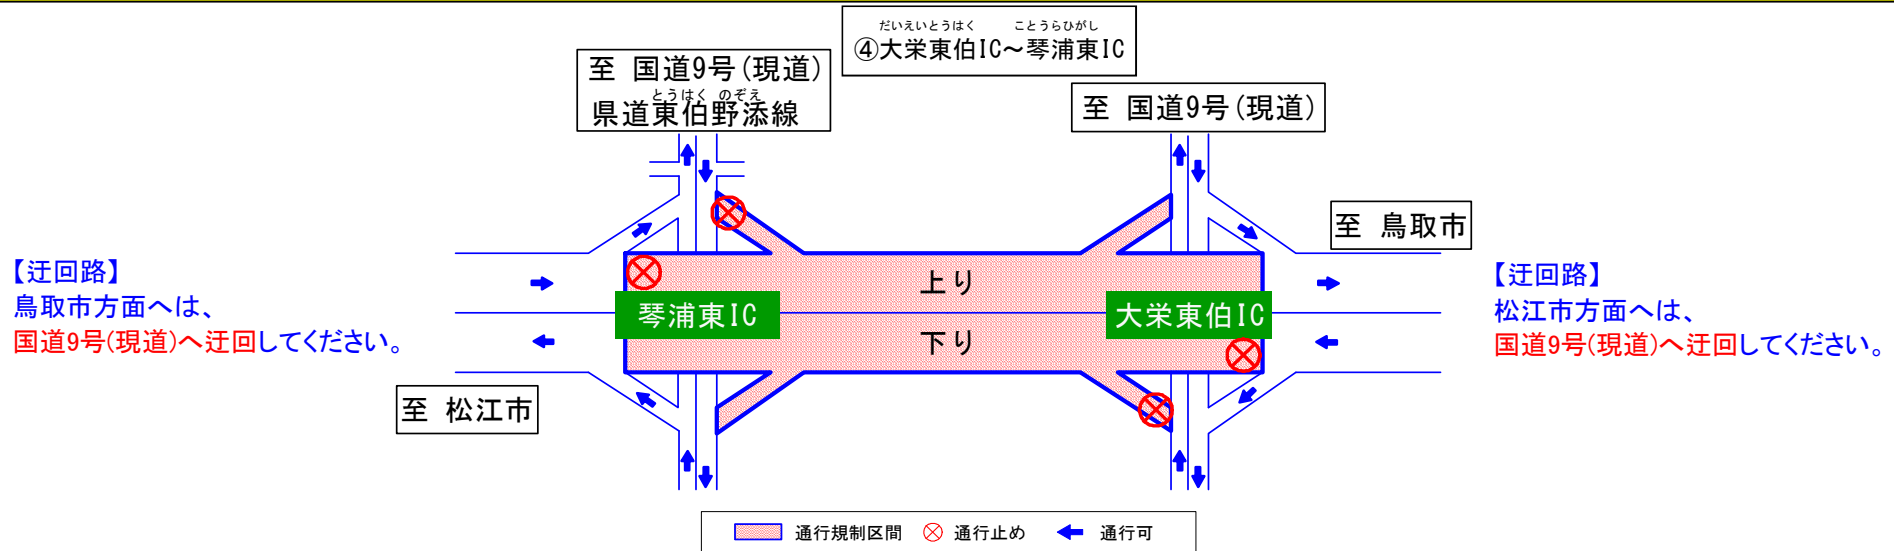 だいえいとうはく ことうらひがし
④大栄東伯IC～琴浦東IC
至 国道9号(現道)
とうはく のぞえ
県道東伯野添線
至 国道9号(現道)
至 鳥取市
【迂回路】
鳥取市方面へは、
国道9号(現道)へ迂回してください。
上り
琴浦東IC
大栄東伯IC
下り
【迂回路】
松江市方面へは、
国道9号(現道)へ迂回してください。
至 松江市
通行規制区間 通行止め 通行可